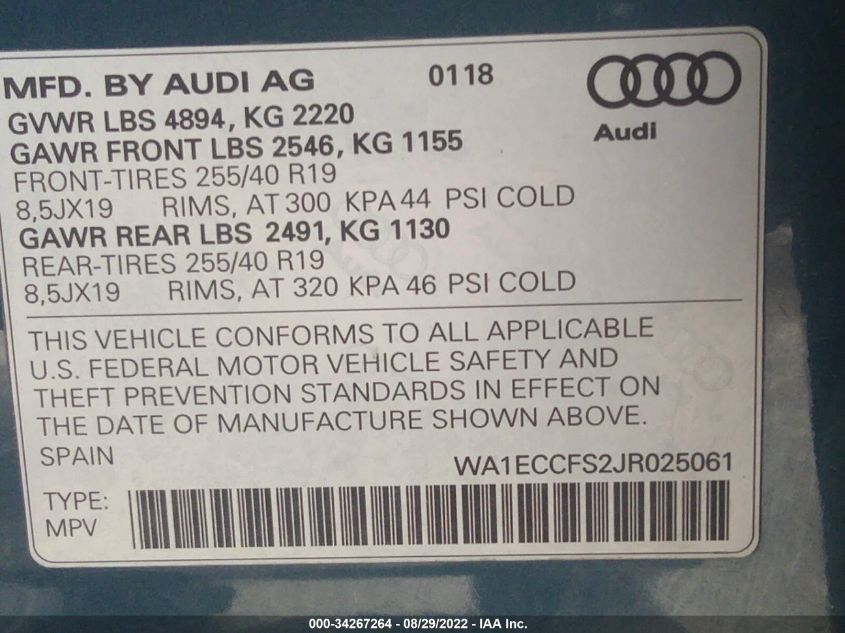 MFD. BY AUDI AG 0118
Audi
GVWR LBS 4894, KG 2220
GAWR FRONT LBS 2546, KG 1155
FRONT-TIRES 255/40 R19
8,5JX19 RIMS, AT 300 KPA 44 PSI COLD
GAWR REAR LBS 2491, KG 1130
REAR-TIRES 255/40 R19
8,5JX19 RIMS, AT 320 KPA 46 PSI COLD
THIS VEHICLE CONFORMS TO ALL APPLICABLE
U.S. FEDERAL MOTOR VEHICLE SAFETY AND
THEFT PREVENTION STANDARDS IN EFFECT ON
THE DATE OF MANUFACTURE SHOWN ABOVE.
SPAIN WA1ECCFS2JR025061
TYPE:
MPV
000-34267264 - 08/29/2022 - IAA Inc.